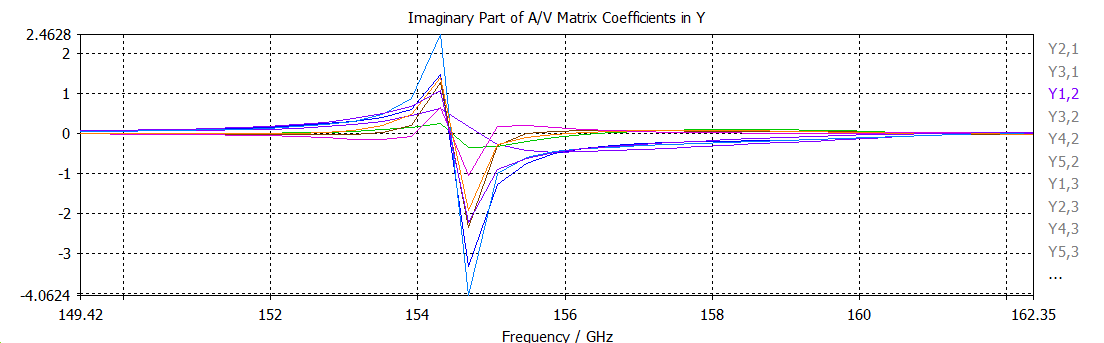 Imaginary Part of A/V Matrix Coefficients in Y
2.4628
2
1
0
-1
-2
-3
-4.0624
149.42
152
154
156
158
160
162.35
Frequency / GHz
Y2,1
Y3,1
Y1,2
Y3,2
Y4,2
Y5,2
Y1,3
Y2,3
Y4,3
Y5,3
...